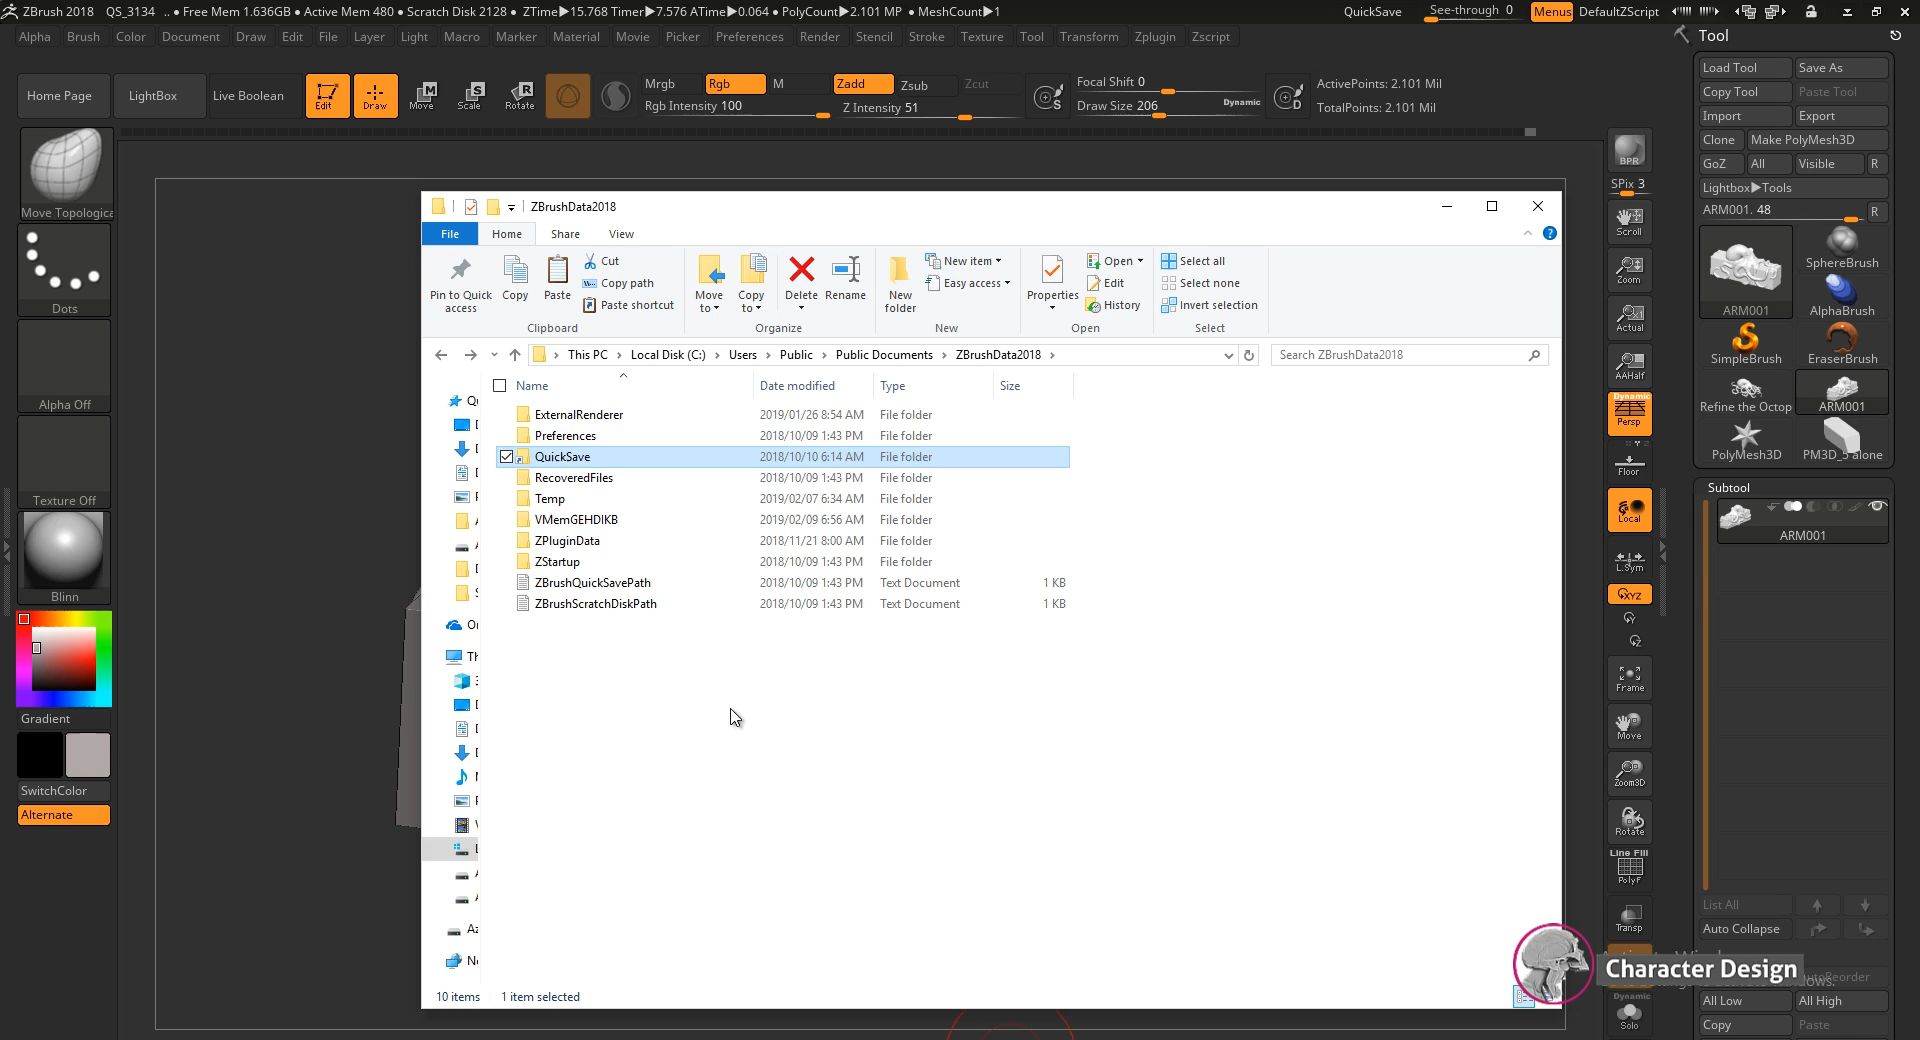 ZBrush 2018 QS_3134 .. • Free Mem 1.636GB • Active Mem 480 • Scratch Disk 2128 • ZTime▶15.768 Timer▶7.576 ATime▶0.064 • PolyCount▶2.101 MP • MeshCount▶1 QuickSave See-through 0 Menus DefaultZScript
Alpha Brush Color Document Draw Edit File Layer Light Macro Marker Material Movie Picker Preferences Render Stencil Stroke Texture Tool Transform Zplugin Zscript
Tool
Home Page LightBox Live Boolean Edit Draw Move Scale Rotate
Mrgb Rgb M Zadd Zsub Zcut
Rgb Intensity 100 Z Intensity 51
Focal Shift 0
Draw Size 206 Dynamic
ActivePoints: 2.101 Mil
TotalPoints: 2.101 Mil
Load Tool Save As
Copy Tool Paste Tool
Import Export
Clone Make PolyMesh3D
GoZ All Visible R
Lightbox▶Tools
ARM001. 48 R
ARM001 SphereBrush
AlphaBrush
SimpleBrush EraserBrush
Refine the Octop ARM001
PolyMesh3D PM3D_5 alone
Subtool
ARM001
List All
Auto Collapse
All Low All High
Copy Paste
Move Topologica
Dots
Alpha Off
Texture Off
Blinn
Gradient
SwitchColor
Alternate
BPR
SPix 3
Scroll
Zoom
Actual
AAHalf
Dynamic
Persp
Floor
Local
L.Sym
XYZ
Frame
Move
Zoom3D
Rotate
Line Fill
PolyF
Transp
Dynamic
Solo
ZBrushData2018
File Home Share View
Pin to Quick access Copy Paste Cut
Copy path
Paste shortcut
Clipboard
Move to Copy to Delete Rename
Organize
New folder New item
Easy access
New
Properties Open
Edit
History
Open
Select all
Select none
Invert selection
Select
This PC › Local Disk (C:) › Users › Public › Public Documents › ZBrushData2018 ›
Search ZBrushData2018
Name Date modified Type Size
ExternalRenderer 2019/01/26 8:54 AM File folder
Preferences 2018/10/09 1:43 PM File folder
QuickSave 2018/10/10 6:14 AM File folder
RecoveredFiles 2018/10/09 1:43 PM File folder
Temp 2019/02/07 6:34 AM File folder
VMemGEHDIKB 2019/02/09 6:56 AM File folder
ZPluginData 2018/11/21 8:00 AM File folder
ZStartup 2018/10/09 1:43 PM File folder
ZBrushQuickSavePath 2018/10/09 1:43 PM Text Document 1 KB
ZBrushScratchDiskPath 2018/10/09 1:43 PM Text Document 1 KB
10 items 1 item selected
Character Design